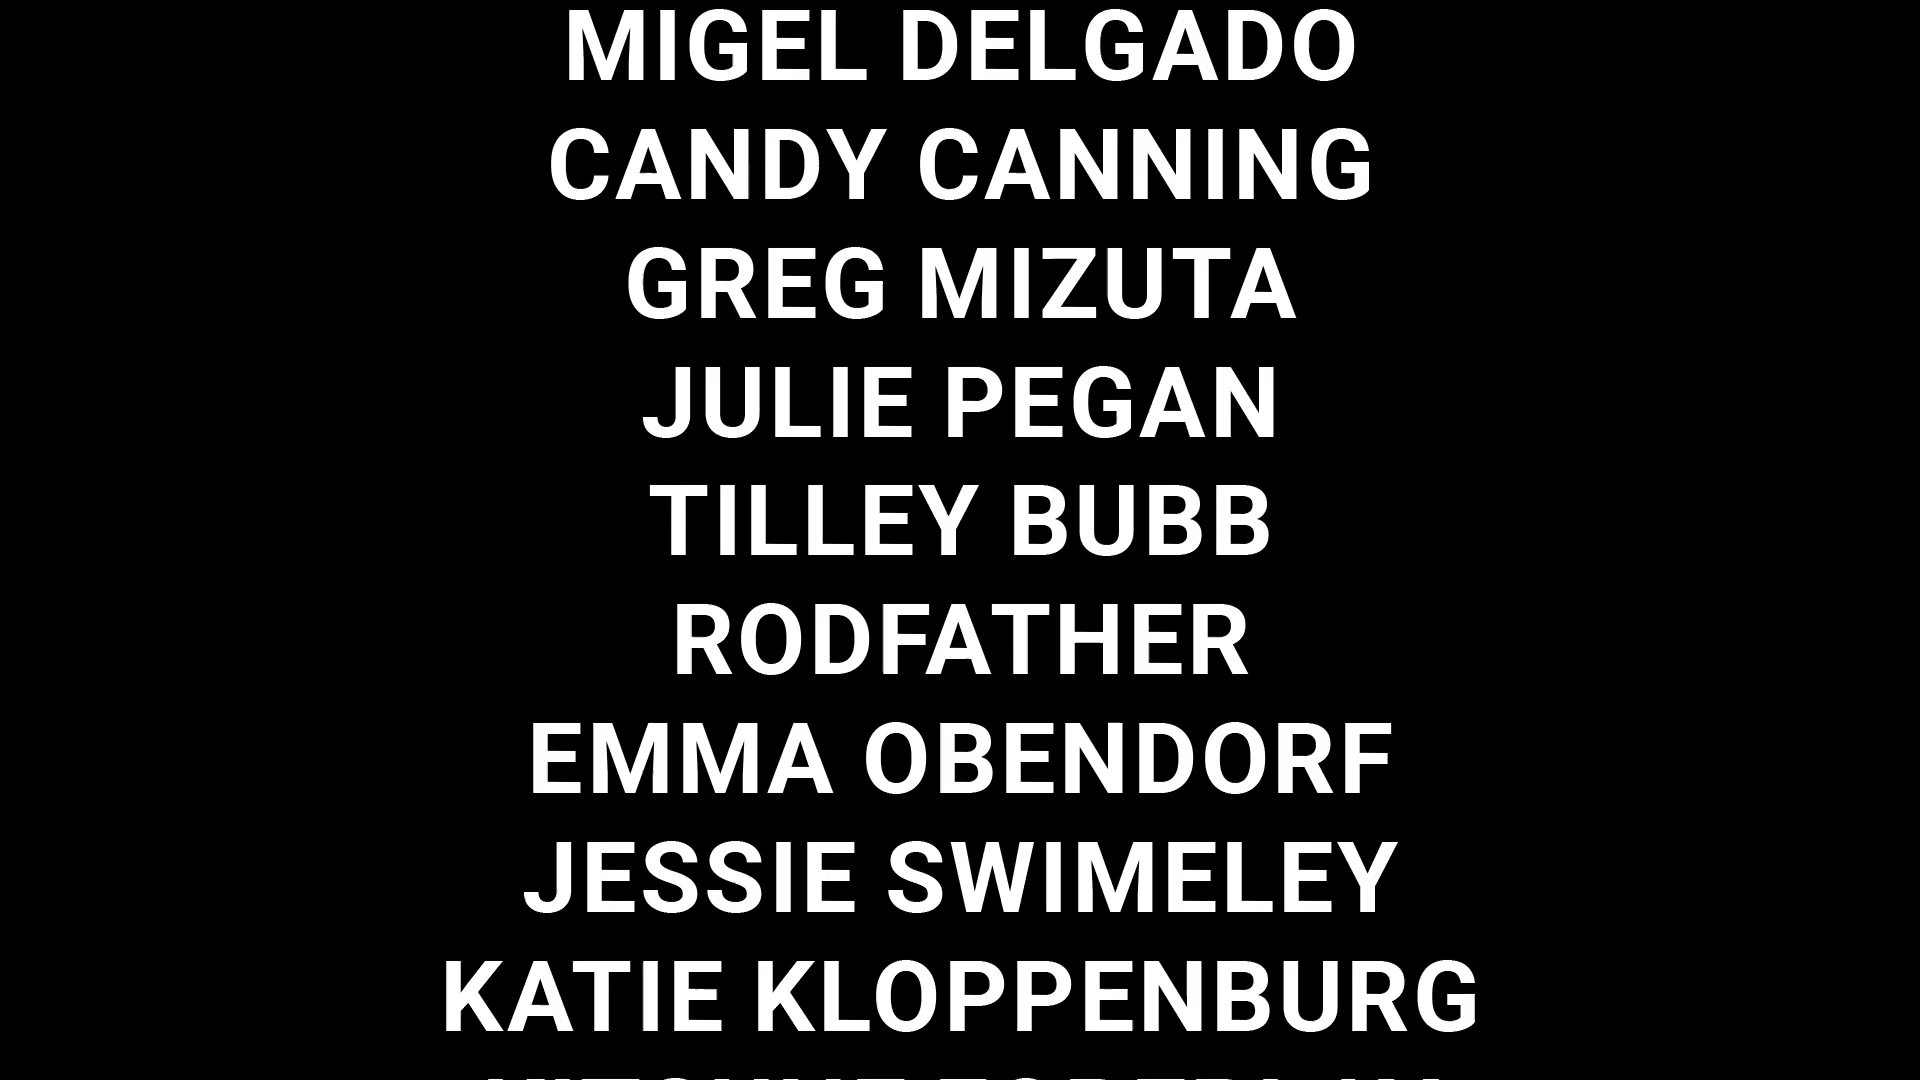 MIGEL DELGADO
CANDY CANNING
GREG MIZUTA
JULIE PEGAN
TILLEY BUBB
RODFATHER
EMMA OBENDORF
JESSIE SWIMELEY
KATIE KLOPPENBURG